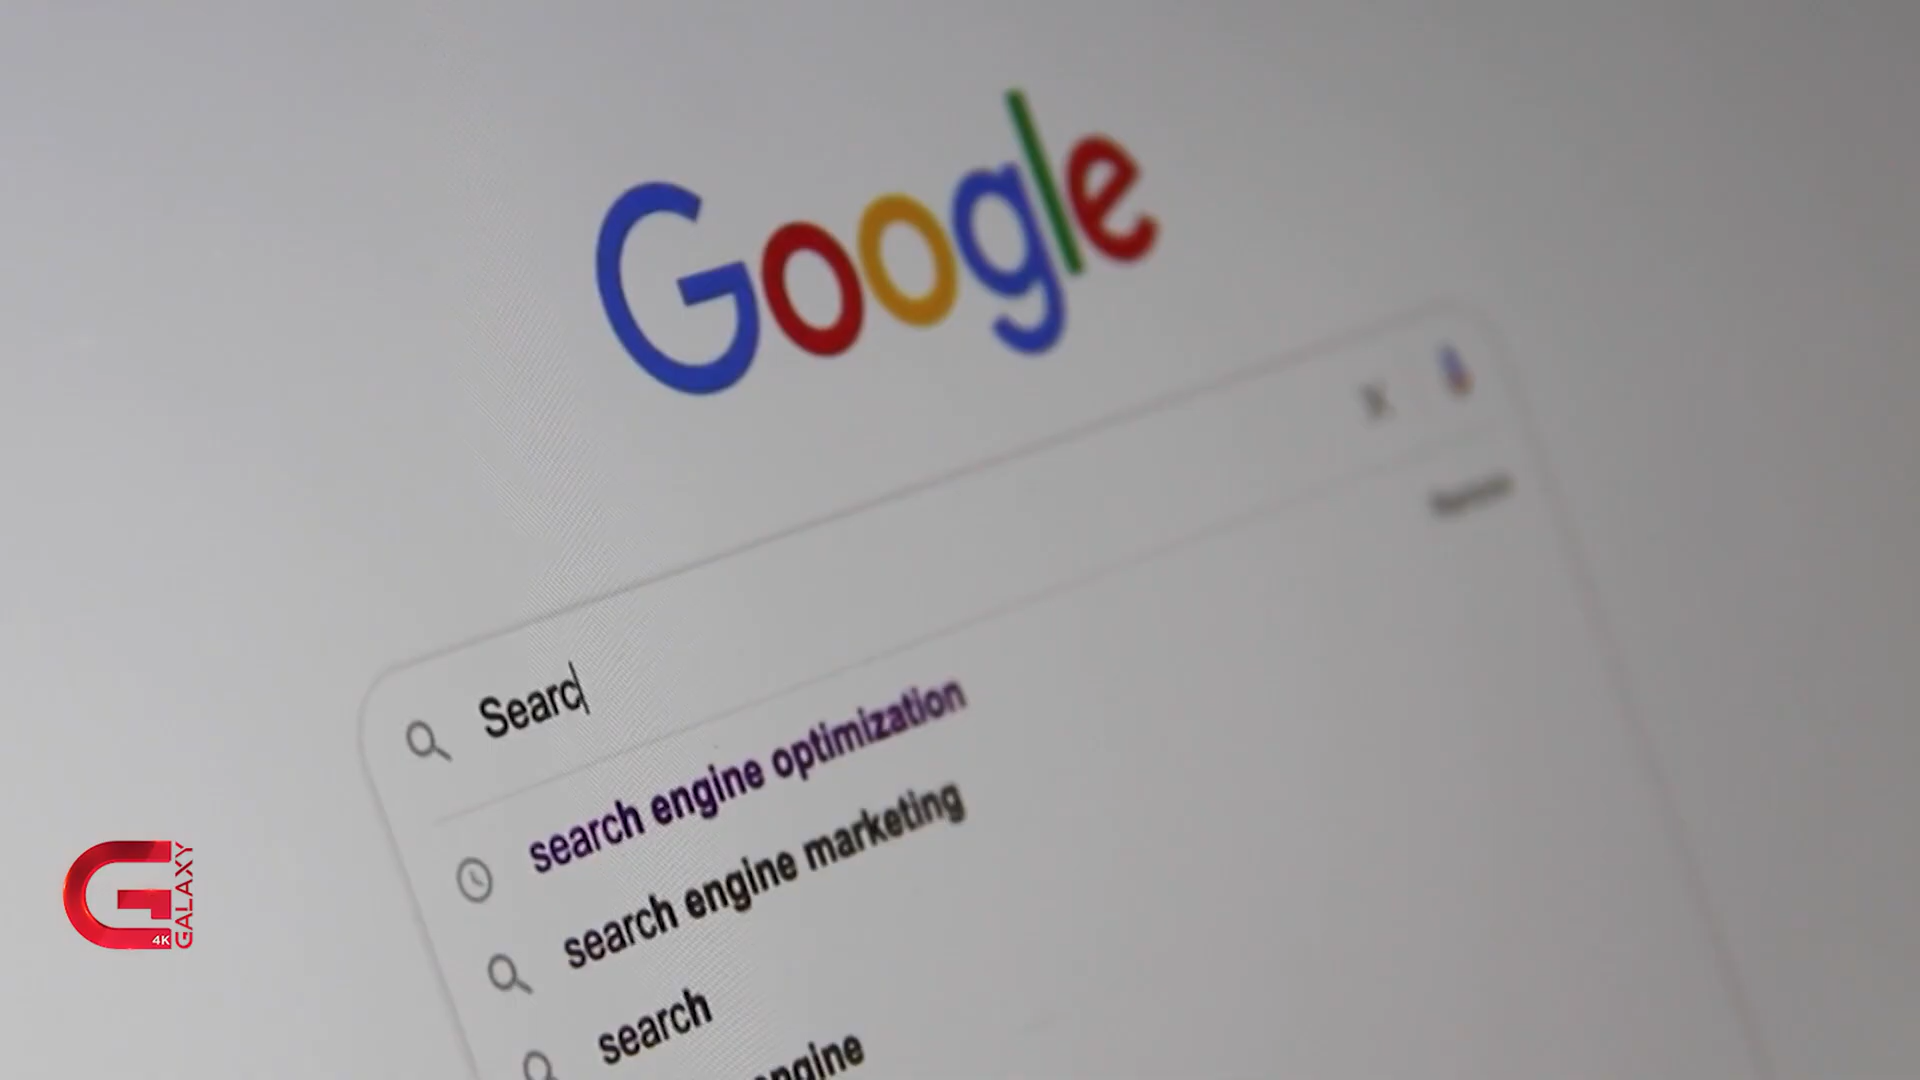 Google
Searc
search engine optimization
search engine marketing
search
engine
GALAXY
4K